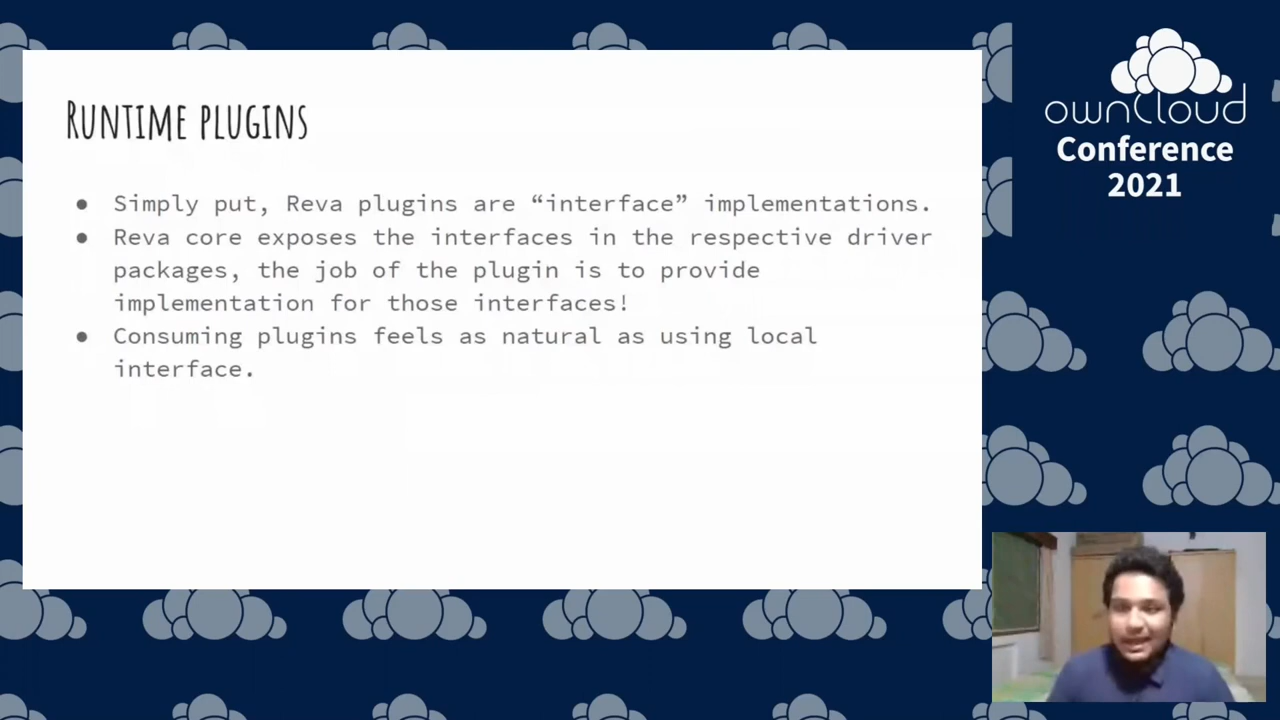 Runtime plugins
● Simply put, Reva plugins are “interface” implementations.
● Reva core exposes the interfaces in the respective driver
packages, the job of the plugin is to provide
implementation for those interfaces!
● Consuming plugins feels as natural as using local
interface.
ownCloud
Conference
2021